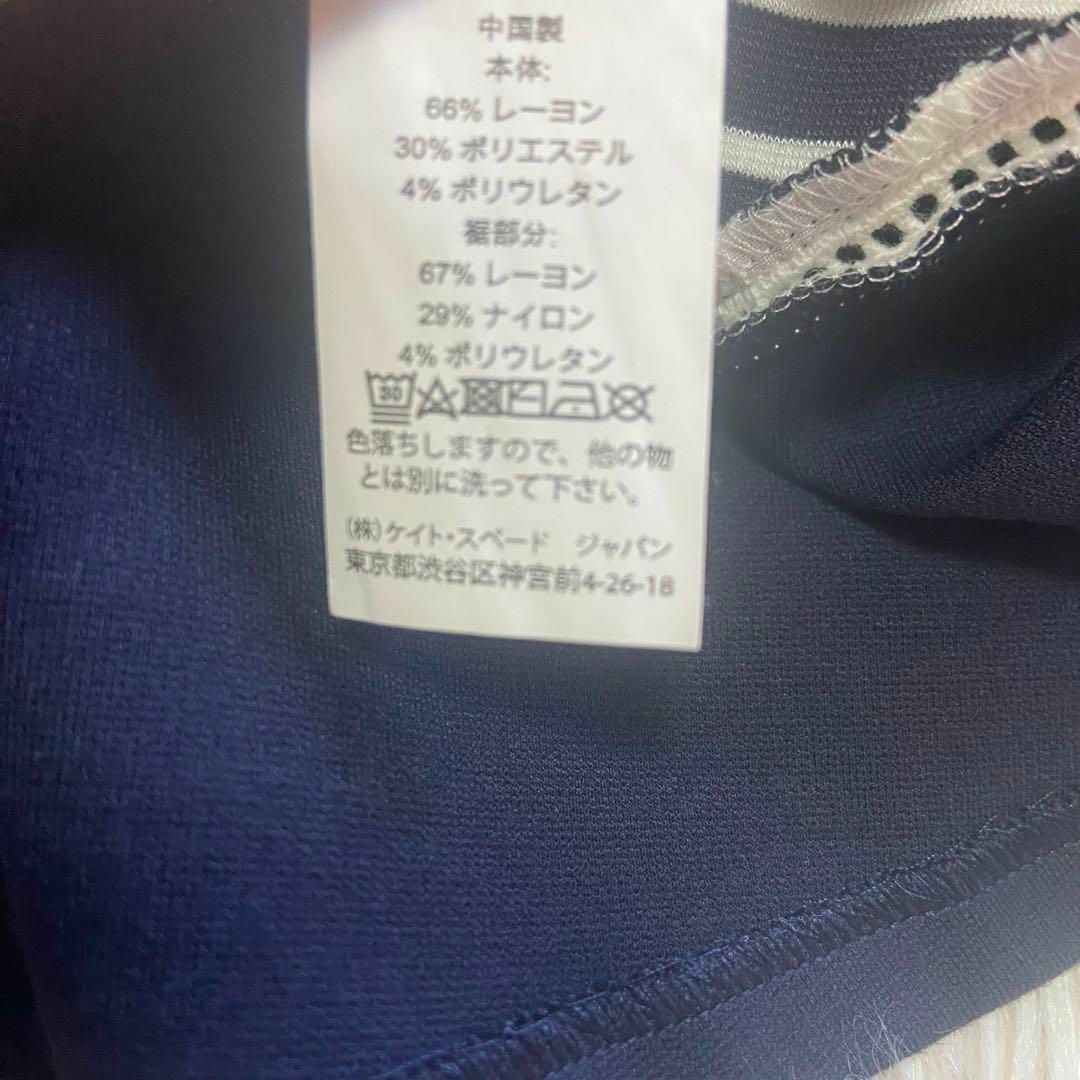 中国製
本体:
66% レーヨン
30% ポリエステル
4% ポリウレタン
裾部分:
67% レーヨン
29% ナイロン
4% ポリウレタン
30
色落ちしますので、他の物
とは別に洗って下さい。
(株)ケイト・スペード ジャパン
東京都渋谷区神宮前4-26-18